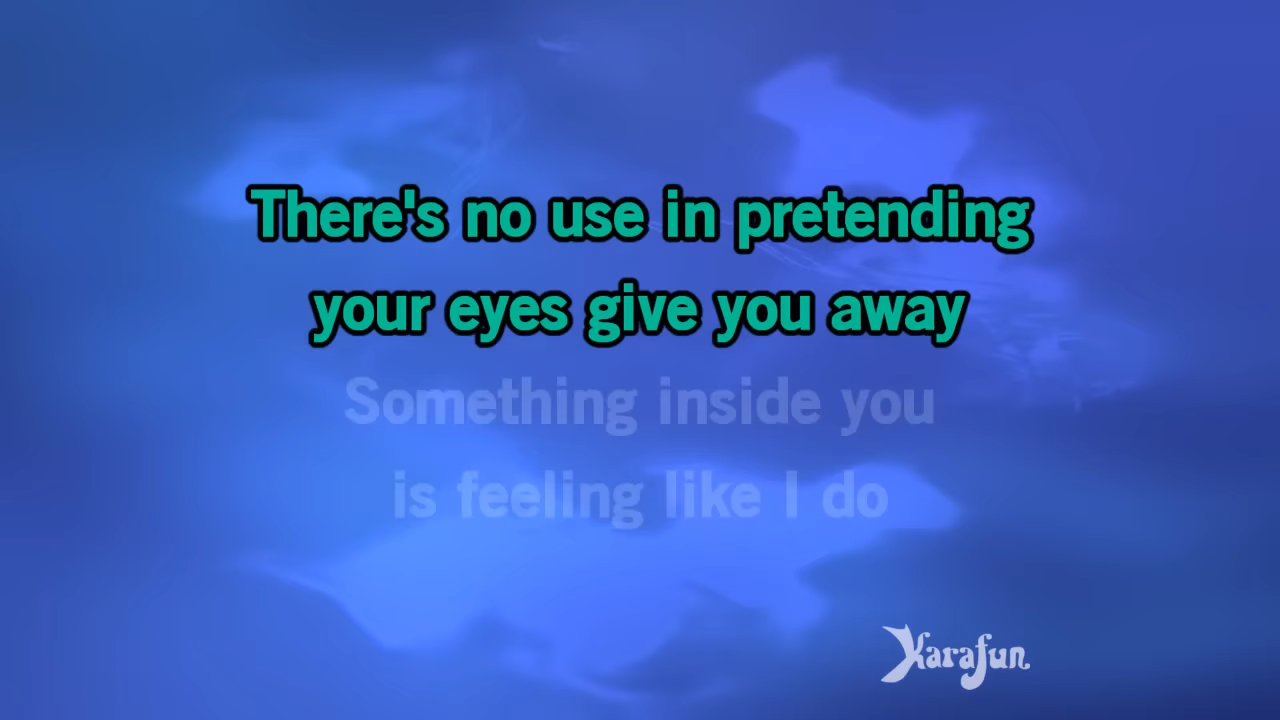 There's no use in pretending
your eyes give you away
Something inside you
is feeling like I do
Karafun